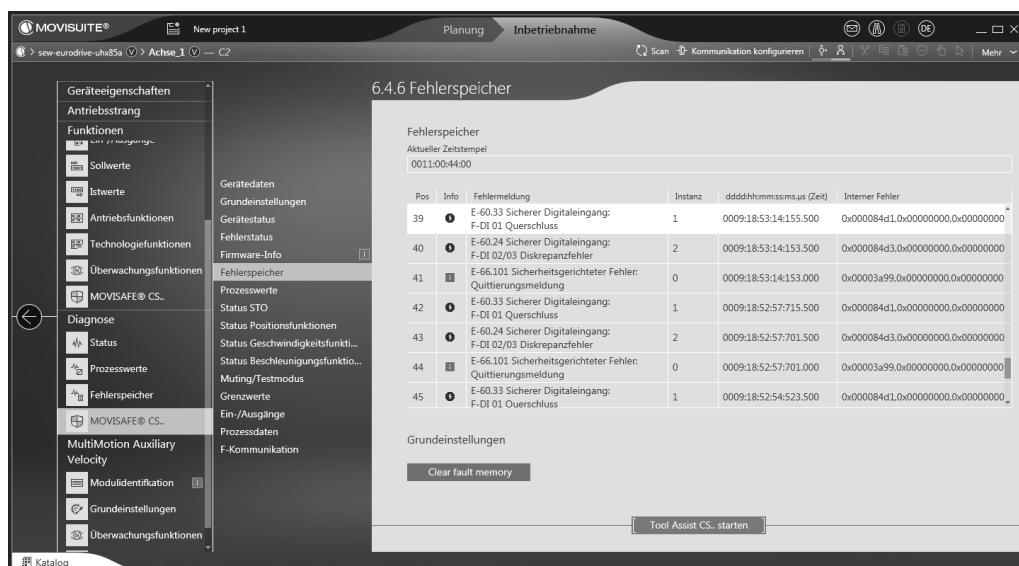 MOVISUITE® New project 1 Planung Inbetriebnahme DE
> sew-eurodrive-uhx85a V > Achse_1 V — C2 Scan Kommunikation konfigurieren Mehr
Geräteeigenschaften
Antriebsstrang
Funktionen
Ein-/Ausgänge
Sollwerte
Istwerte
Antriebsfunktionen
Technologiefunktionen
Überwachungsfunktionen
MOVISAFE® CS..
Diagnose
Status
Prozesswerte
Fehlerspeicher
MOVISAFE® CS..
MultiMotion Auxiliary
Velocity
Modulidentifkation
Grundeinstellungen
Überwachungsfunktionen
Katalog
Gerätedaten
Grundeinstellungen
Gerätestatus
Fehlerstatus
Firmware-Info
Fehlerspeicher
Prozesswerte
Status STO
Status Positionsfunktionen
Status Geschwindigkeitsfunkti...
Status Beschleunigungsfunktio...
Muting/Testmodus
Grenzwerte
Ein-/Ausgänge
Prozessdaten
F-Kommunikation
6.4.6 Fehlerspeicher
Fehlerspeicher
Aktueller Zeitstempel
0011:00:44:00
Pos Info Fehlermeldung Instanz dddd:hh:mm:ss:ms.µs (Zeit) Interner Fehler
39 E-60.33 Sicherer Digitaleingang: 1 0009:18:53:14:155.500 0x000084d1,0x00000000,0x00000000
F-DI 01 Querschluss
40 E-60.24 Sicherer Digitaleingang: 2 0009:18:53:14:153.500 0x000084d3,0x00000000,0x00000000
F-DI 02/03 Diskrepanzfehler
41 E-66.101 Sicherheitsgerichteter Fehler: 0 0009:18:53:14:153.000 0x00003a99,0x00000000,0x00000000
Quittierungsmeldung
42 E-60.33 Sicherer Digitaleingang: 1 0009:18:52:57:715.500 0x000084d1,0x00000000,0x00000000
F-DI 01 Querschluss
43 E-60.24 Sicherer Digitaleingang: 2 0009:18:52:57:701.500 0x000084d3,0x00000000,0x00000000
F-DI 02/03 Diskrepanzfehler
44 E-66.101 Sicherheitsgerichteter Fehler: 0 0009:18:52:57:701.000 0x00003a99,0x00000000,0x00000000
Quittierungsmeldung
45 E-60.33 Sicherer Digitaleingang: 1 0009:18:52:54:523.500 0x000084d1,0x00000000,0x00000000
F-DI 01 Querschluss
Grundeinstellungen
Clear fault memory
Tool Assist CS.. starten